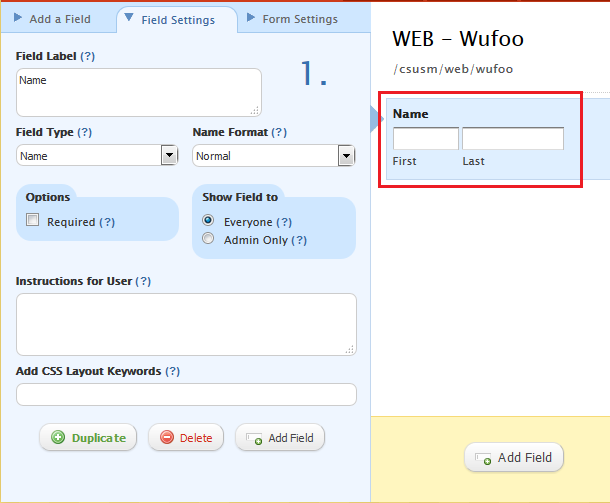 Add a Field Field Settings Form Settings
Field Label (?)
1.
Name
Field Type (?) Name Format (?)
Name Normal
Options Show Field to
Required (?) Everyone (?)
Admin Only (?)
Instructions for User (?)
Add CSS Layout Keywords (?)
Duplicate Delete Add Field
WEB - Wufoo
/csusm/web/wufoo
Name
First Last
Add Field